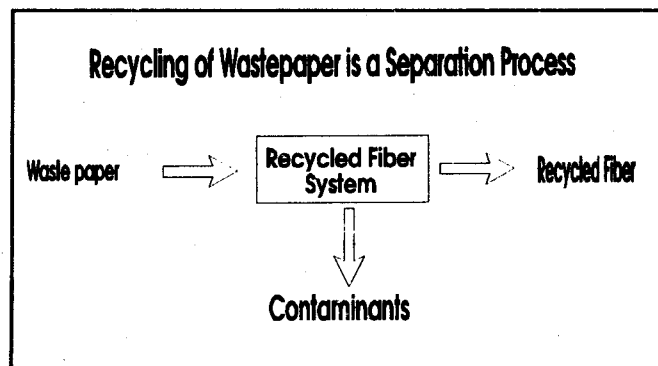 Recycling of Wastepaper is a Separation Process
Waste paper
Recycled Fiber
System
Recycled Fiber
Contaminants